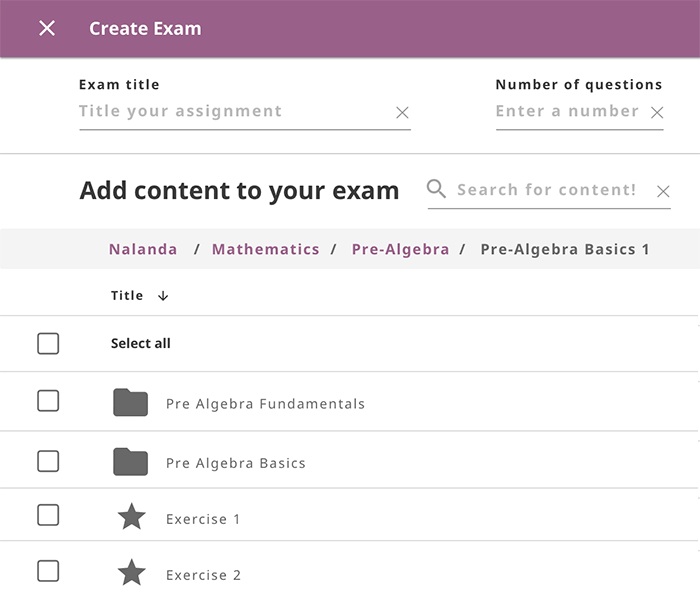 Create Exam
Exam title
Number of questions
Title your assignment
Enter a number
Add content to your exam
Search for content!
Nalanda / Mathematics / Pre-Algebra / Pre-Algebra Basics 1
Title
Select all
Pre Algebra Fundamentals
Pre Algebra Basics
Exercise 1
Exercise 2